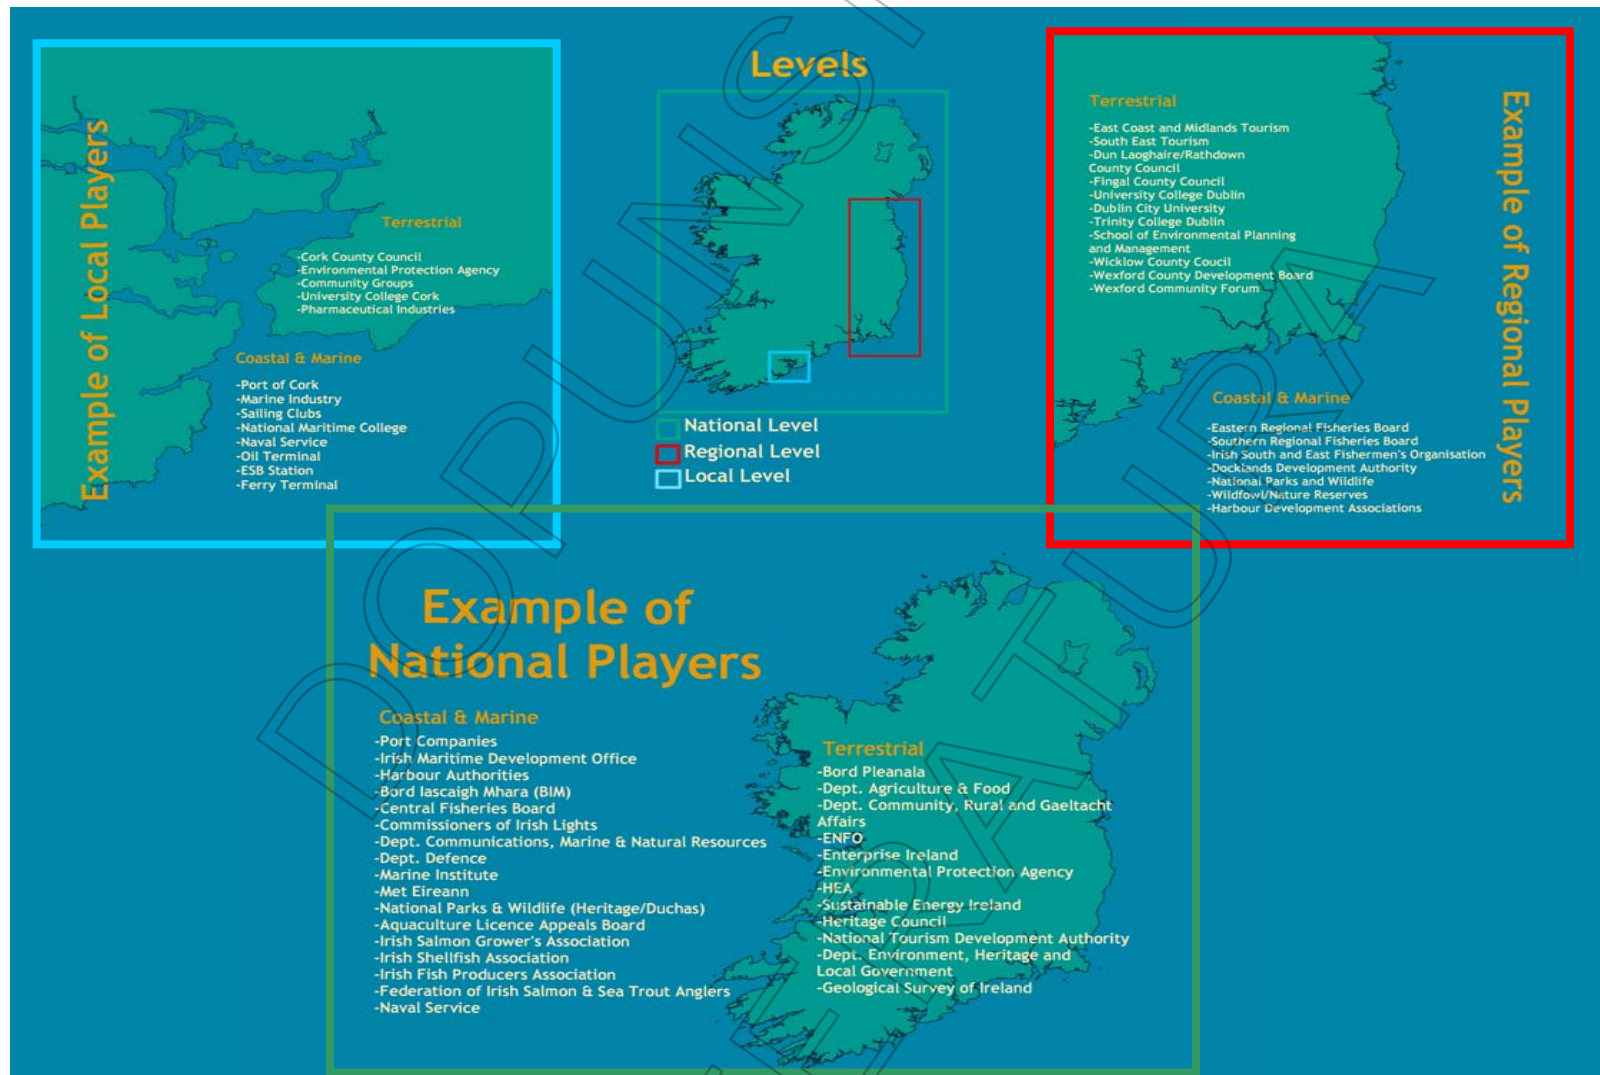 Example of Local Players
Terrestrial
-Cork County Council
-Environmental Protection Agency
-Community Groups
-University College Cork
-Pharmaceutical Industries
Coastal & Marine
-Port of Cork
-Marine Industry
-Sailing Clubs
-National Maritime College
-Naval Service
-Oil Terminal
-ESB Station
-Ferry Terminal
Levels
National Level
Regional Level
Local Level
Example of Regional Players
Terrestrial
-East Coast and Midlands Tourism
-South East Tourism
-Dun Laoghaire/Rathdown
County Council
-Fingal County Council
-University College Dublin
-Dublin City University
-Trinity College Dublin
-School of Environmental Planning
and Management
-Wicklow County Coucil
-Wexford County Development Board
-Wexford Community Forum
Coastal & Marine
-Eastern Regional Fisheries Board
-Southern Regional Fisheries Board
-Irish South and East Fishermen's Organisation
-Docklands Development Authority
-National Parks and Wildlife
-Wildfowl/Nature Reserves
-Harbour Development Associations
Example of
National Players
Coastal & Marine
-Port Companies
-Irish Maritime Development Office
-Harbour Authorities
-Bord Iascaigh Mhara (BIM)
-Central Fisheries Board
-Commissioners of Irish Lights
-Dept. Communications, Marine & Natural Resources
-Dept. Defence
-Marine Institute
-Met Eireann
-National Parks & Wildlife (Heritage/Duchas)
-Aquaculture Licence Appeals Board
-Irish Salmon Grower's Association
-Irish Shellfish Association
-Irish Fish Producers Association
-Federation of Irish Salmon & Sea Trout Anglers
-Naval Service
Terrestrial
-Bord Pleanala
-Dept. Agriculture & Food
-Dept. Community, Rural and Gaeltacht
Affairs
-ENFO
-Enterprise Ireland
-Environmental Protection Agency
-HEA
-Sustainable Energy Ireland
-Heritage Council
-National Tourism Development Authority
-Dept. Environment, Heritage and
Local Government
-Geological Survey of Ireland